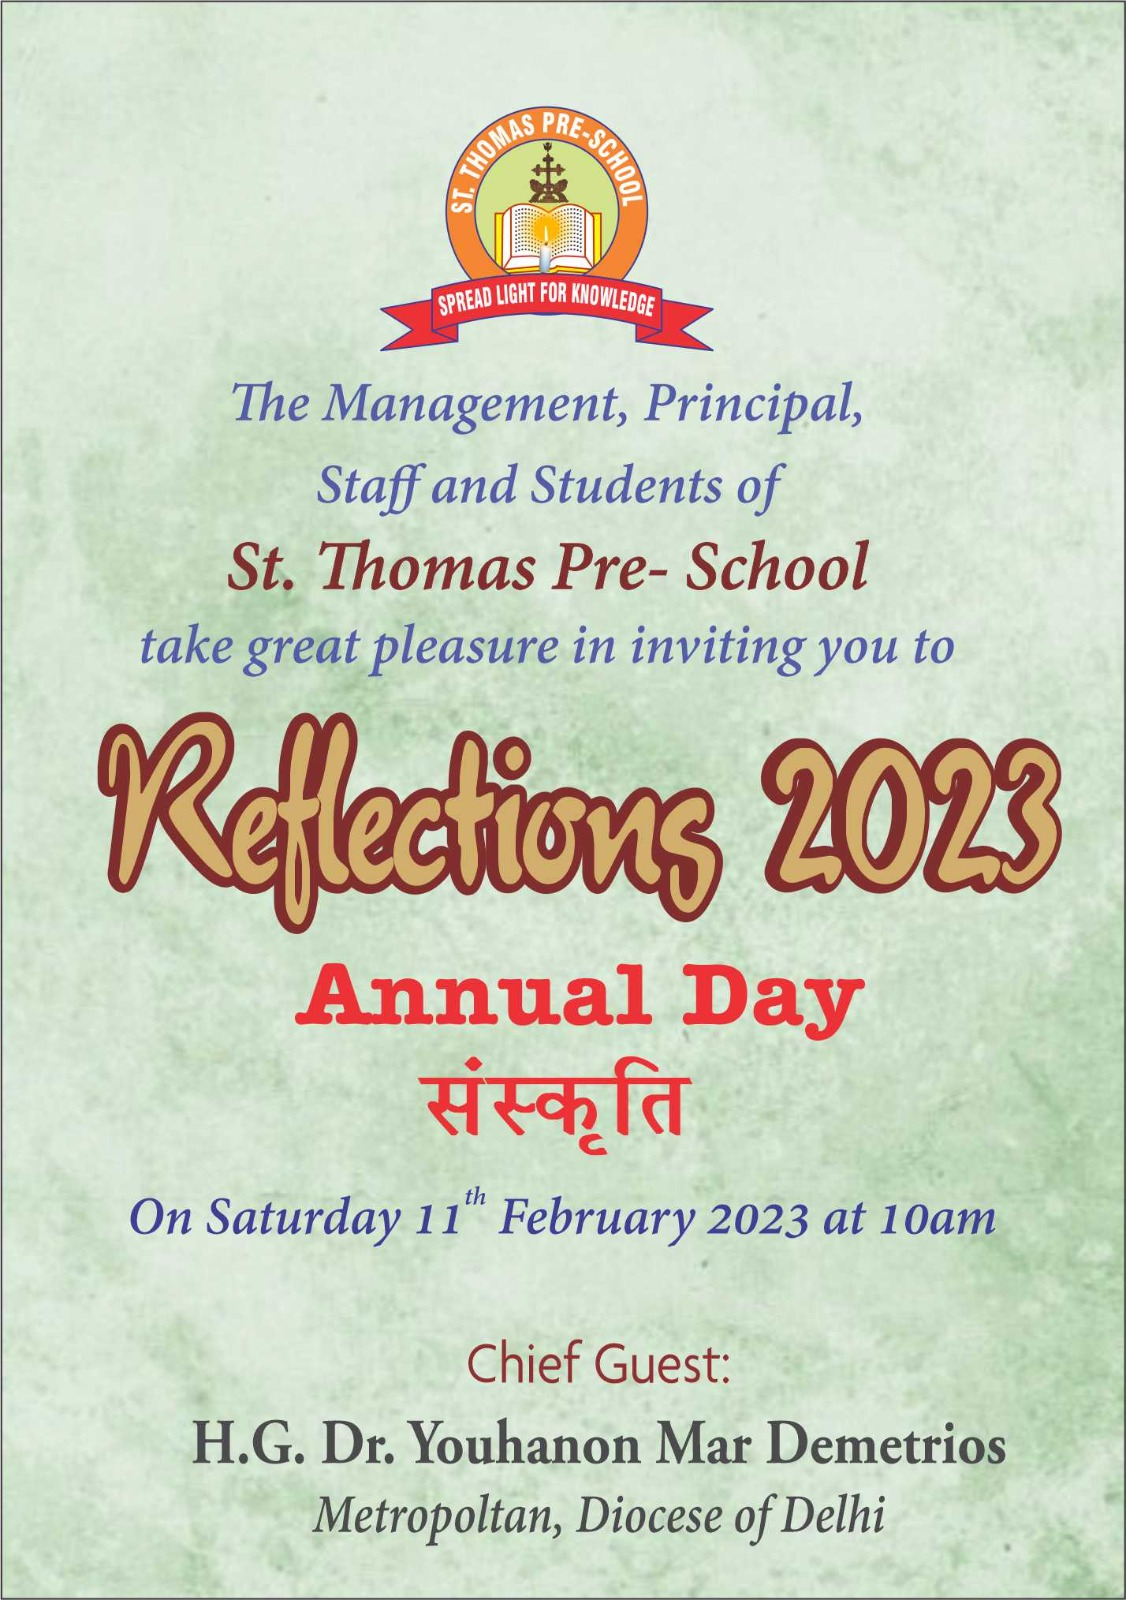 ST. THOMAS PRE-SCHOOL
SPREAD LIGHT FOR KNOWLEDGE
The Management, Principal,
Staff and Students of
St. Thomas Pre- School
take great pleasure in inviting you to
Reflections 2023
Annual Day
संस्कृति
On Saturday 11th February 2023 at 10am
Chief Guest:
H.G. Dr. Youhanon Mar Demetrios
Metropoltan, Diocese of Delhi